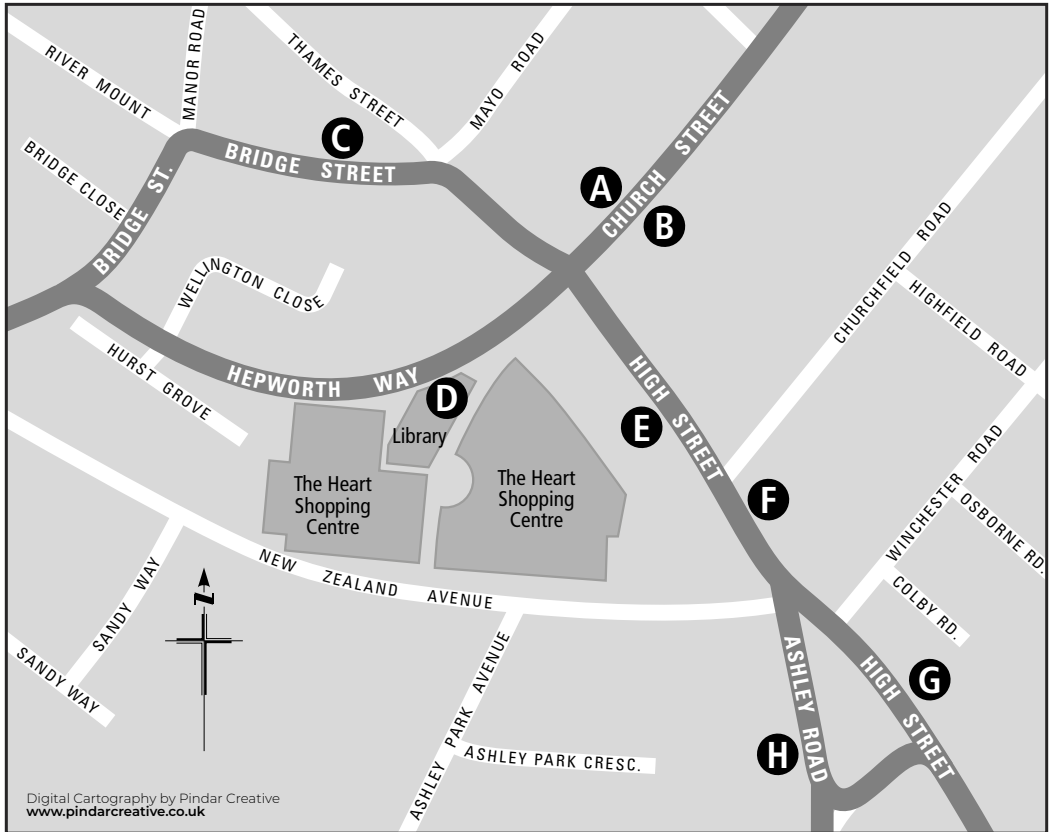 RIVER MOUNT
MANOR ROAD
THAMES STREET
MAYO ROAD
BRIDGE CLOSE
BRIDGE ST.
C
BRIDGE STREET
A
CHURCH STREET
B
WELLINGTON CLOSE
HURST GROVE
HEPWORTH WAY
D
Library
The Heart
Shopping
Centre
The Heart
Shopping
Centre
HIGH STREET
E
F
CHURCHFIELD ROAD
HIGHFIELD ROAD
WINCHESTER ROAD
OSBORNE RD.
COLBY RD.
NEW ZEALAND AVENUE
SANDY WAY
SANDY WAY
N
ASHLEY PARK AVENUE
ASHLEY PARK CRESC.
ASHLEY ROAD
H
HIGH STREET
G
Digital Cartography by Pindar Creative
www.pindarcreative.co.uk